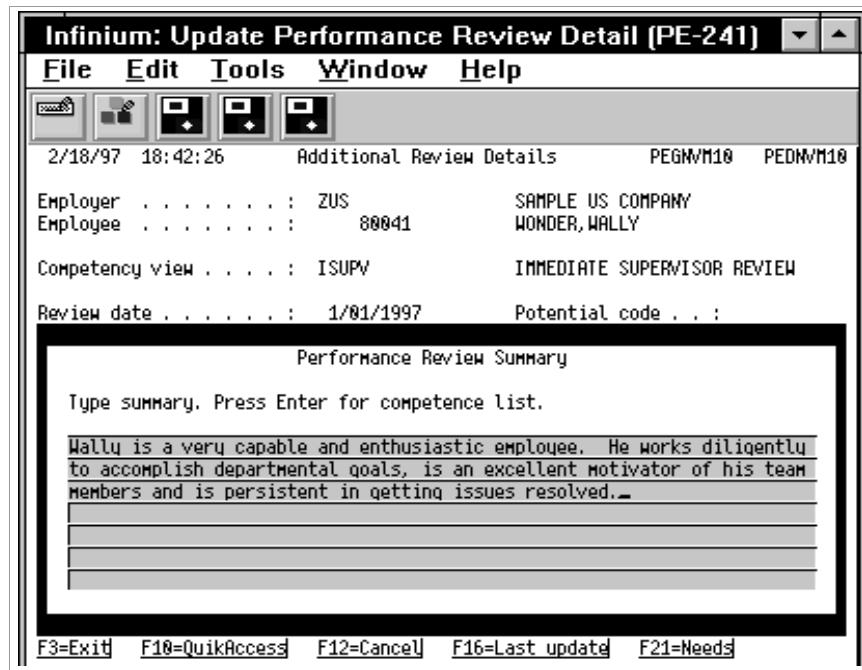 Infinium: Update Performance Review Detail (PE-241)
File Edit Tools Window Help
2/18/97 18:42:26 Additional Review Details PEGNVM10 PEDNVM10
Employer . . . . . . . : ZUS SAMPLE US COMPANY
Employee . . . . . . . : 80041 WONDER,WALLY
Competency view . . . . : ISUPV IMMEDIATE SUPERVISOR REVIEW
Review date . . . . . . : 1/01/1997 Potential code . . :
Performance Review Summary
Type summary. Press Enter for competence list.
Wally is a very capable and enthusiastic employee. He works diligently
to accomplish departmental goals, is an excellent motivator of his team
members and is persistent in getting issues resolved.
F3=Exit F10=QuikAccess F12=Cancel F16=Last update F21=Needs